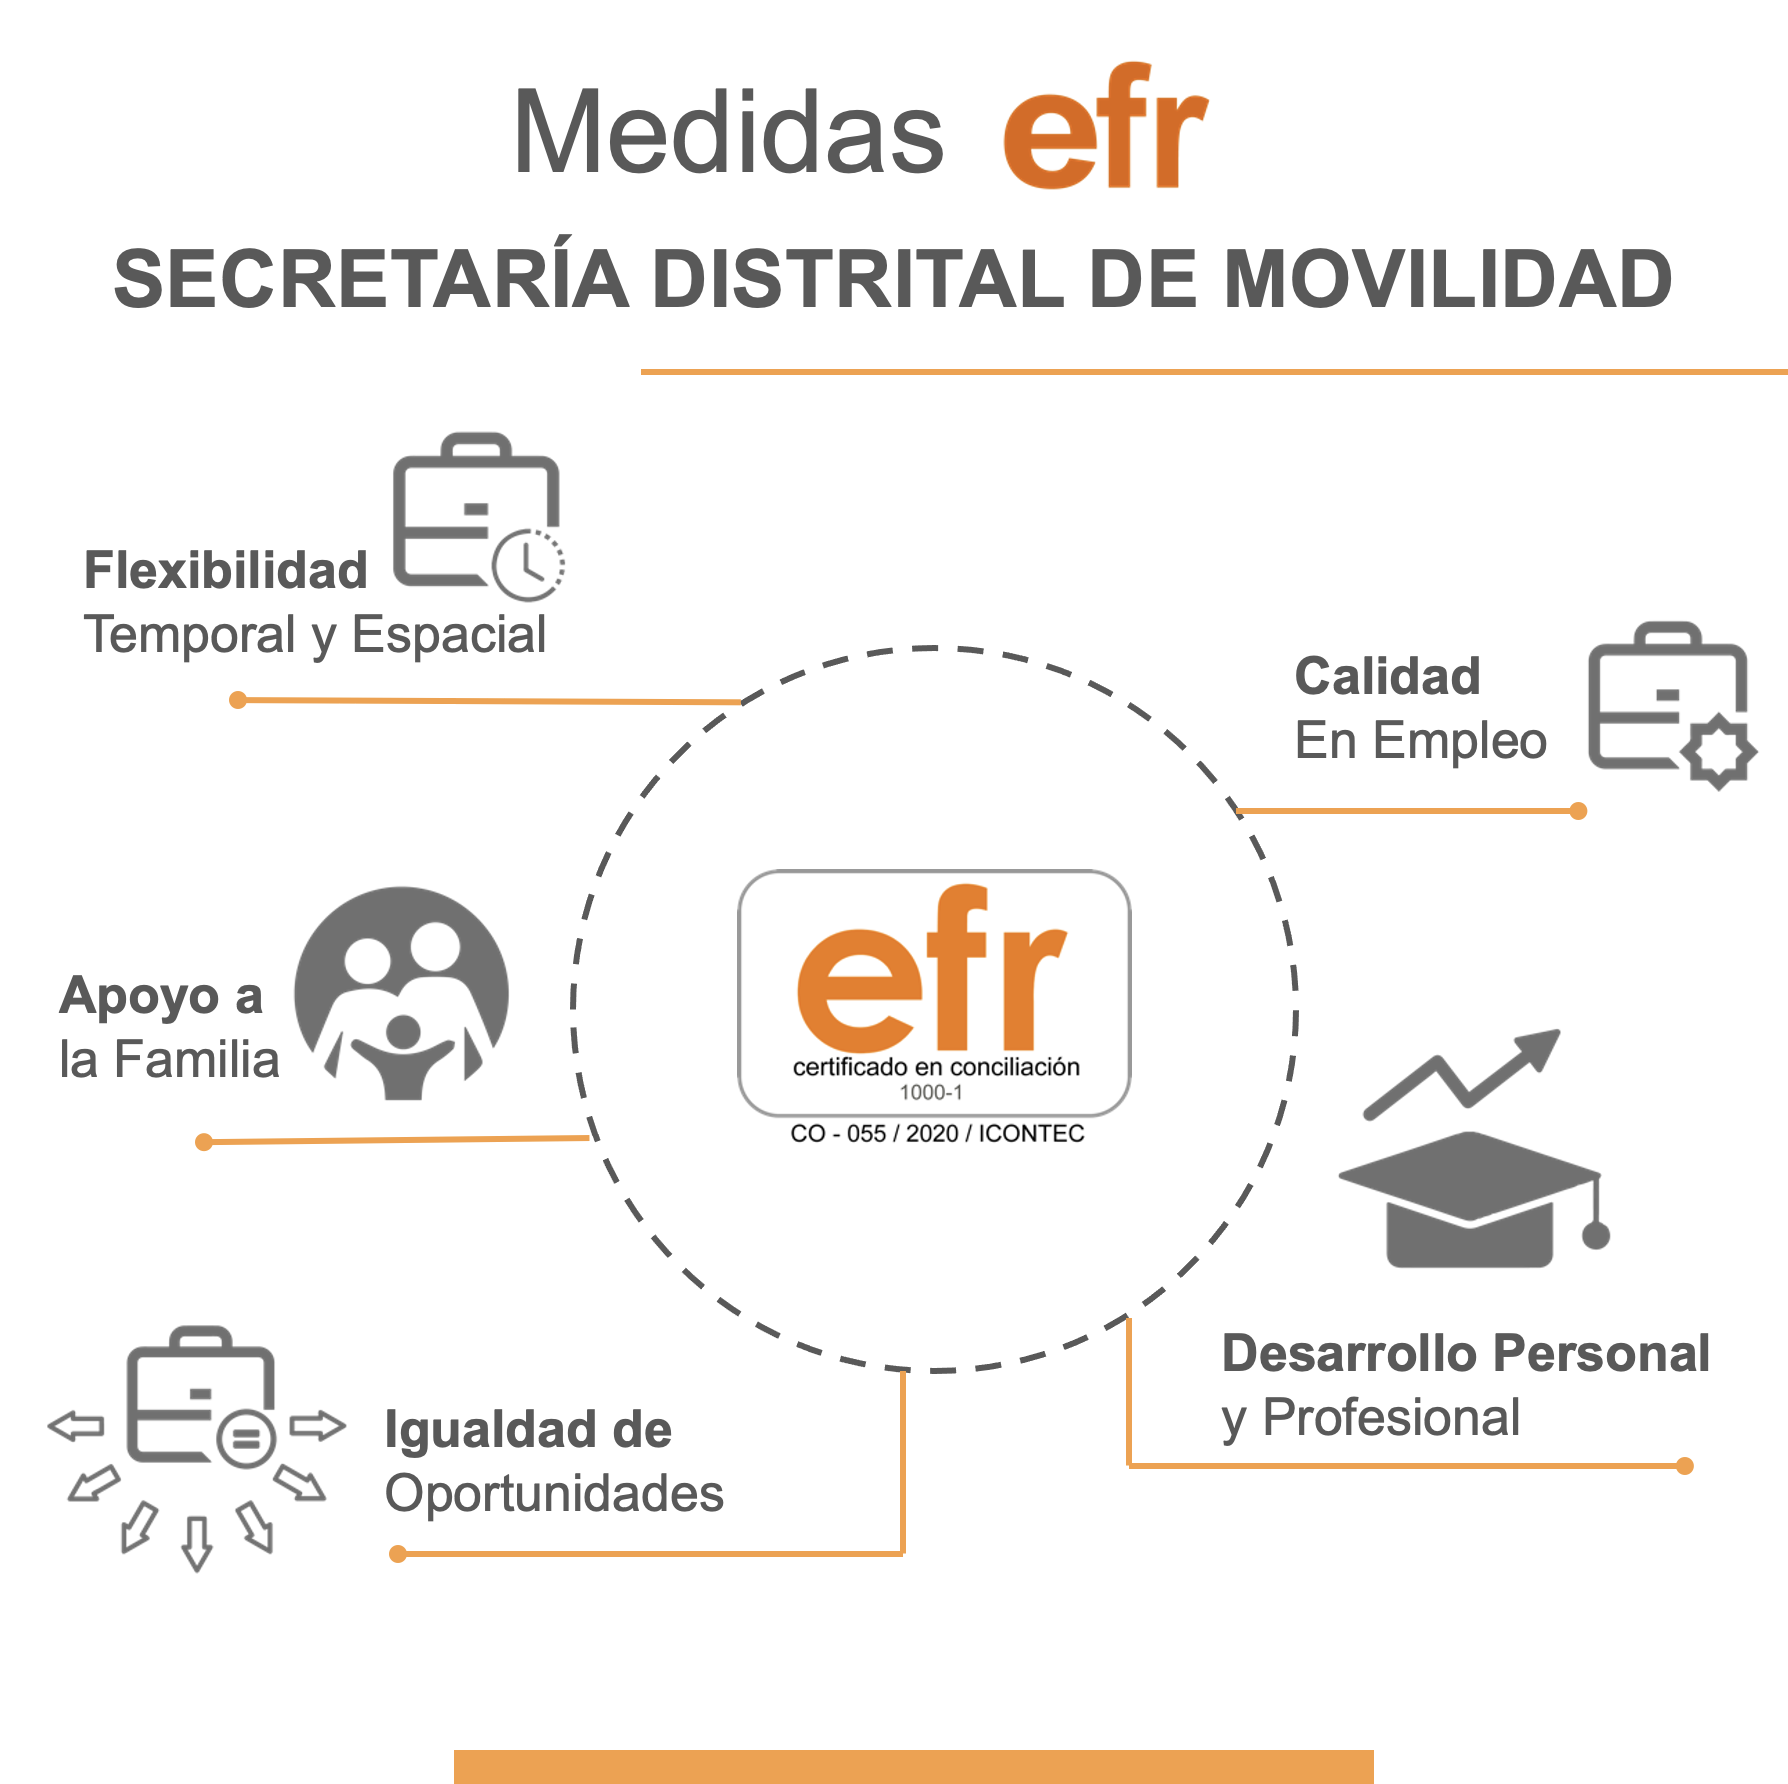 Medidas efr
SECRETARÍA DISTRITAL DE MOVILIDAD
Flexibilidad
Temporal y Espacial
Calidad
En Empleo
Apoyo a
la Familia
efr
certificado en conciliación
1000-1
CO - 055 / 2020 / ICONTEC
Desarrollo Personal
y Profesional
Igualdad de
Oportunidades